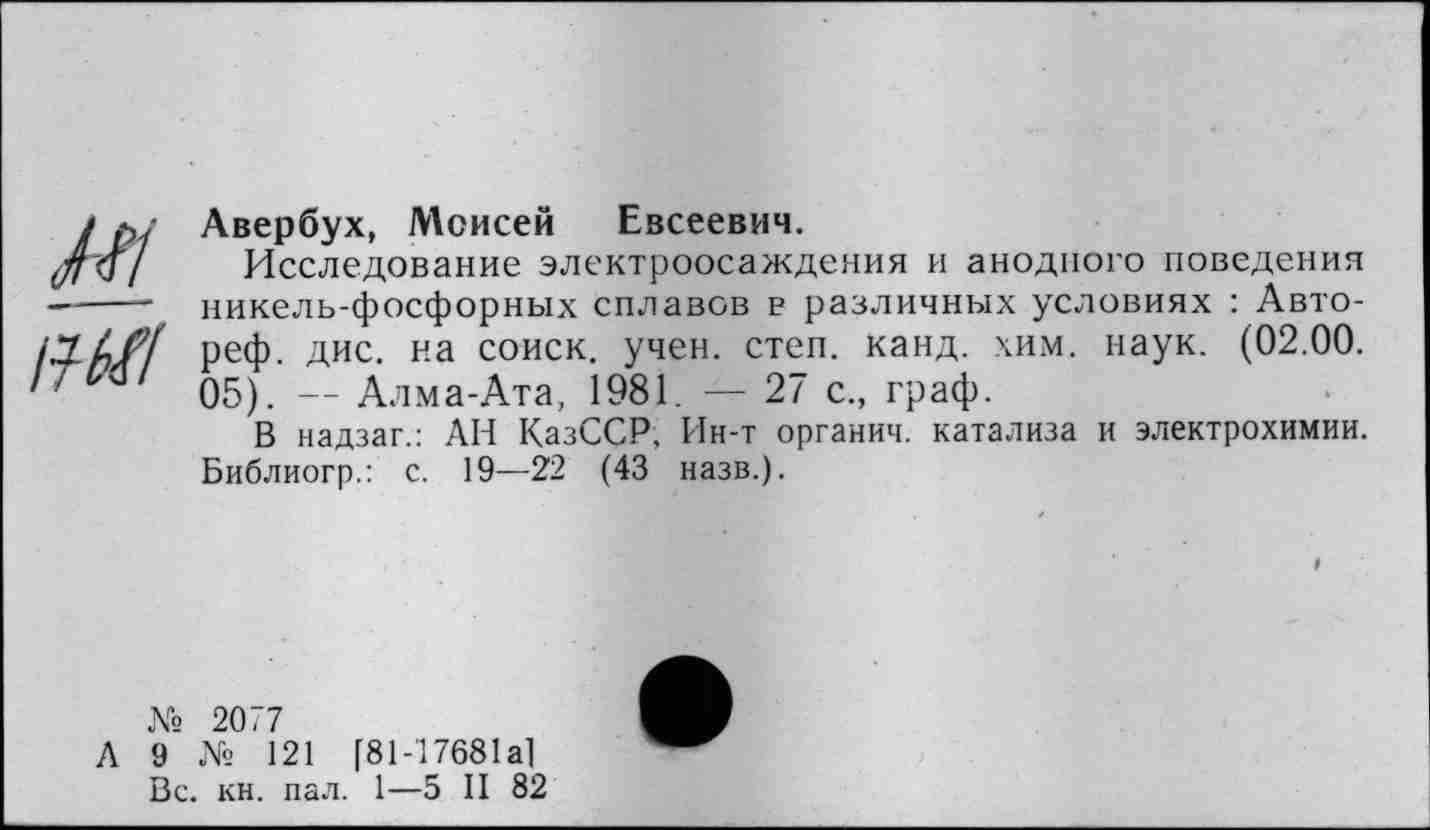 А81
17681
Авербух, Моисей Евсеевич.
Исследование электроосаждения и анодного поведения
никель-фосфорных сплавов в различных условиях : Авто-
реф. дис. на соиск. учен. степ. канд. хим. наук. (02.00.
05). — Алма-Ата, 1981. — 27 с., граф.
В надзаг.: АН КазССР, Ин-т органич. катализа и электрохимии.
Библиогр.: с. 19—22 (43 назв.).
№ 2077
А 9 № 121 [81-17681а]
Вс. кн. пал. 1—5 II 82